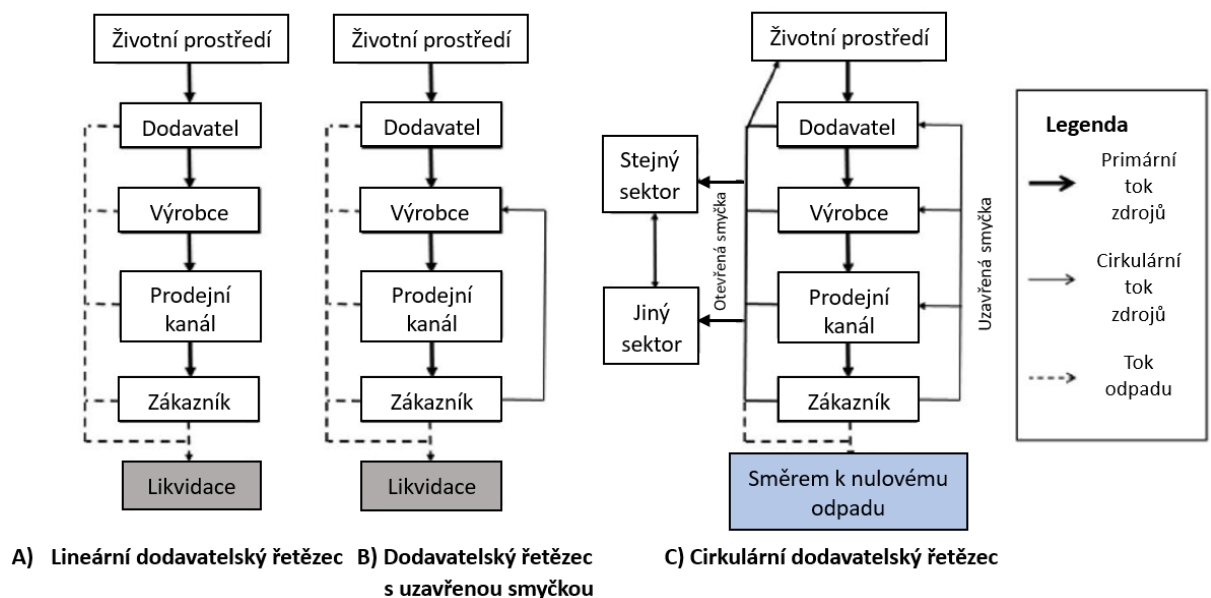 Životní prostředí
Dodavatel
Výrobce
Prodejní
kanál
Zákazník
Likvidace
A) Lineární dodavatelský řetězec
Životní prostředí
Dodavatel
Výrobce
Prodejní
kanál
Zákazník
Likvidace
B) Dodavatelský řetězec
s uzavřenou smyčkou
Životní prostředí
Dodavatel
Výrobce
Prodejní
kanál
Zákazník
Stejný
sektor
Jiný
sektor
Otevřená smyčka
Uzavřená smyčka
Směrem k nulovému
odpadu
C) Cirkulární dodavatelský řetězec
Legenda
Primární
tok
zdrojů
Cirkulární
tok
zdrojů
Tok
odpadu